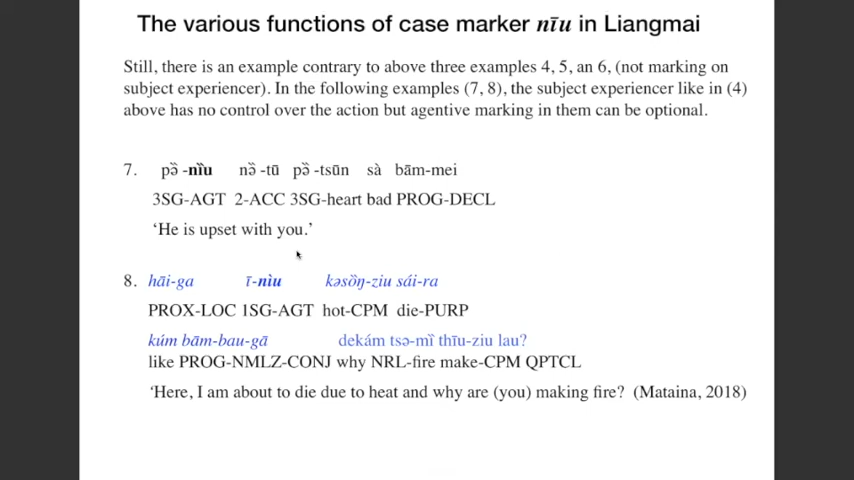 The various functions of case marker nīu in Liangmai
Still, there is an example contrary to above three examples 4, 5, an 6, (not marking on
subject experiencer). In the following examples (7, 8), the subject experiencer like in (4)
above has no control over the action but agentive marking in them can be optional.
7. pə̏ -nı̏u nə̏ -tū pə̏ -tsūn sà bām-mei
3SG-AGT 2-ACC 3SG-heart bad PROG-DECL
‘He is upset with you.’
8. hāi-ga ī-nìu kəsȍŋ-ziu sái-ra
PROX-LOC 1SG-AGT hot-CPM die-PURP
kúm bām-bau-gā dekám tsə-mı̏ thīu-ziu lau?
like PROG-NMLZ-CONJ why NRL-fire make-CPM QPTCL
‘Here, I am about to die due to heat and why are (you) making fire? (Mataina, 2018)